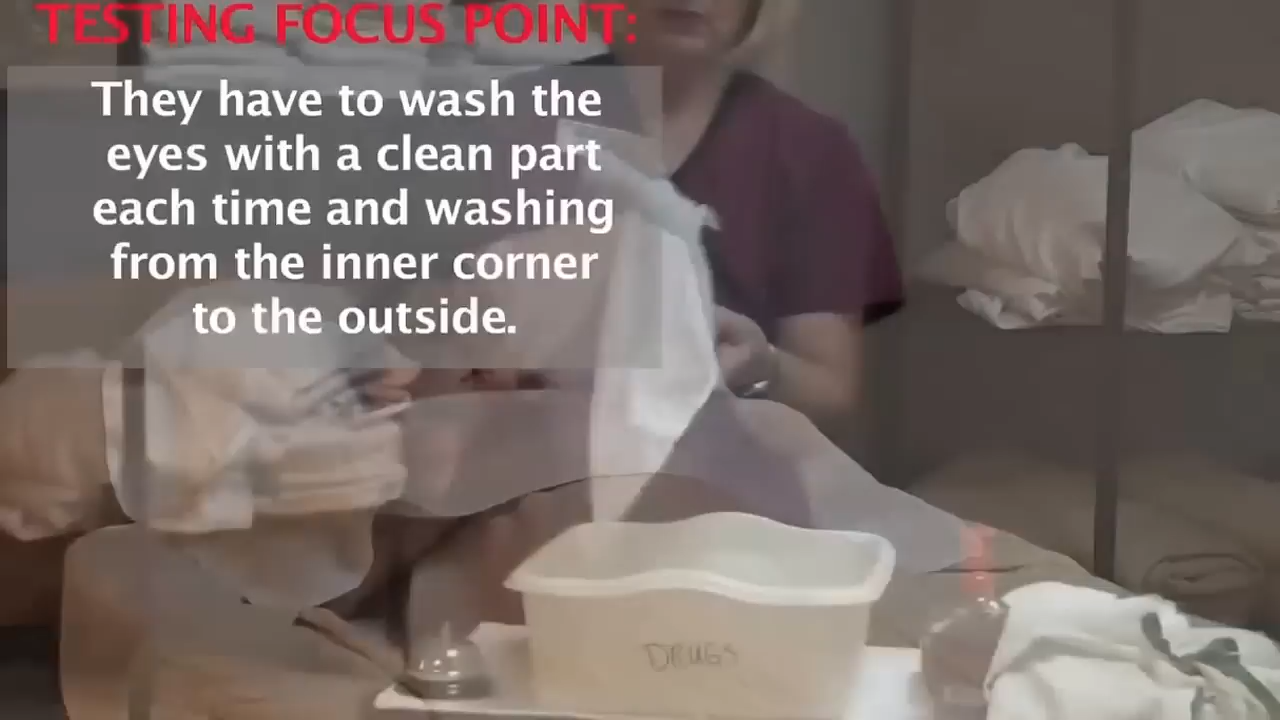 TESTING FOCUS POINT:
They have to wash the
eyes with a clean part
each time and washing
from the inner corner
to the outside.
DRUGS